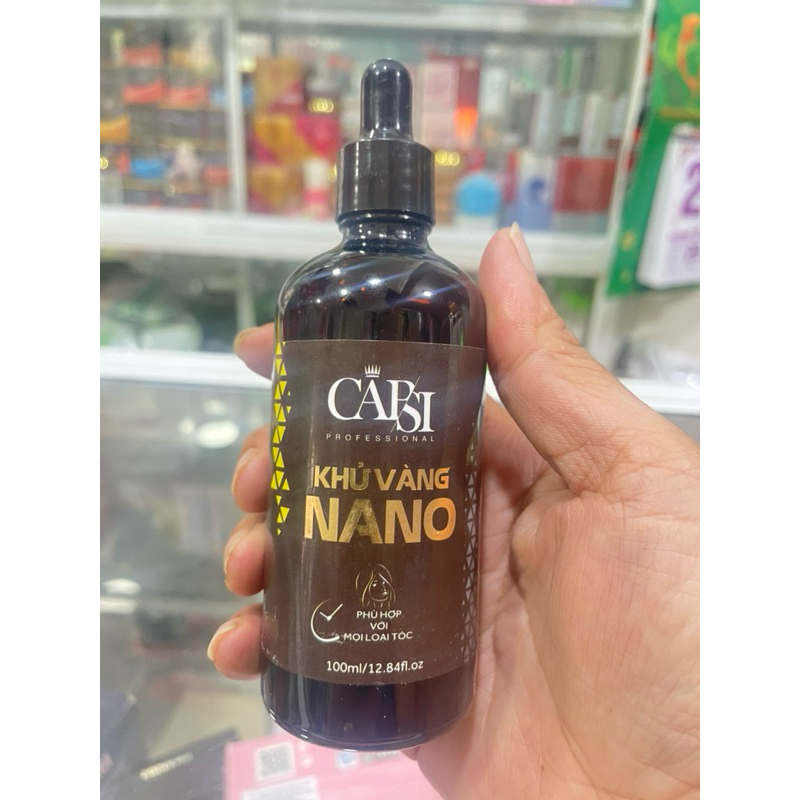 CAPSI
PROFESSIONAL
KHỬ VÀNG
NANO
PHÙ HỢP
VỚI
MỌI LOẠI TÓC
100ml/12.84fl.oz